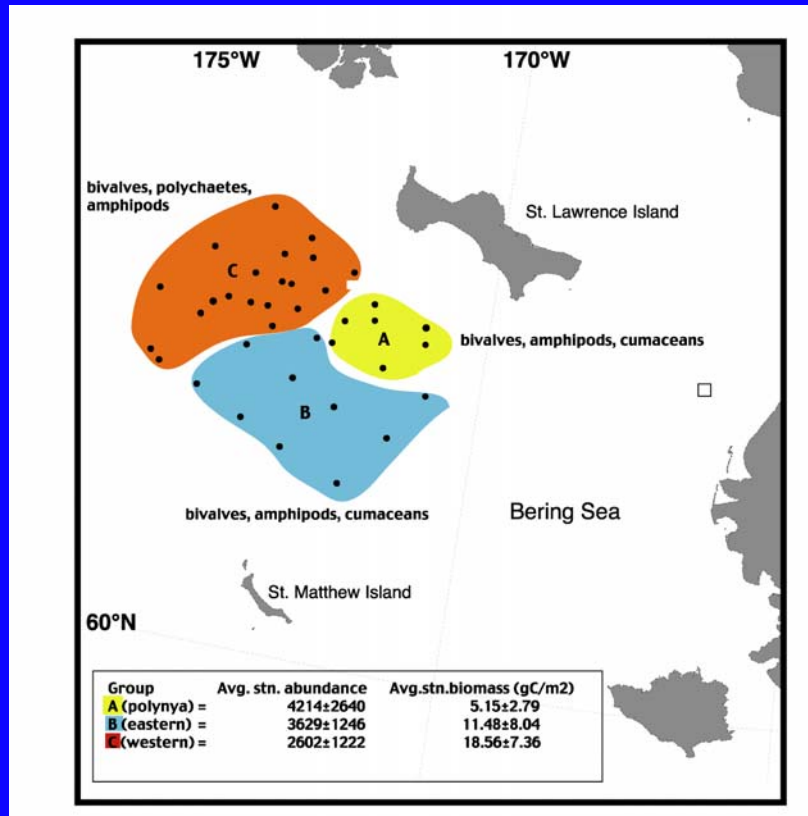 175°W 170°W
bivalves, polychaetes,
amphipods
St. Lawrence Island
C
A
bivalves, amphipods, cumaceans
B
bivalves, amphipods, cumaceans
Bering Sea
St. Matthew Island
60°N
Group Avg. stn. abundance Avg.stn.biomass (gC/m2)
A (polynya) = 4214±2640 5.15±2.79
B (eastern) = 3629±1246 11.48±8.04
C (western) = 2602±1222 18.56±7.36